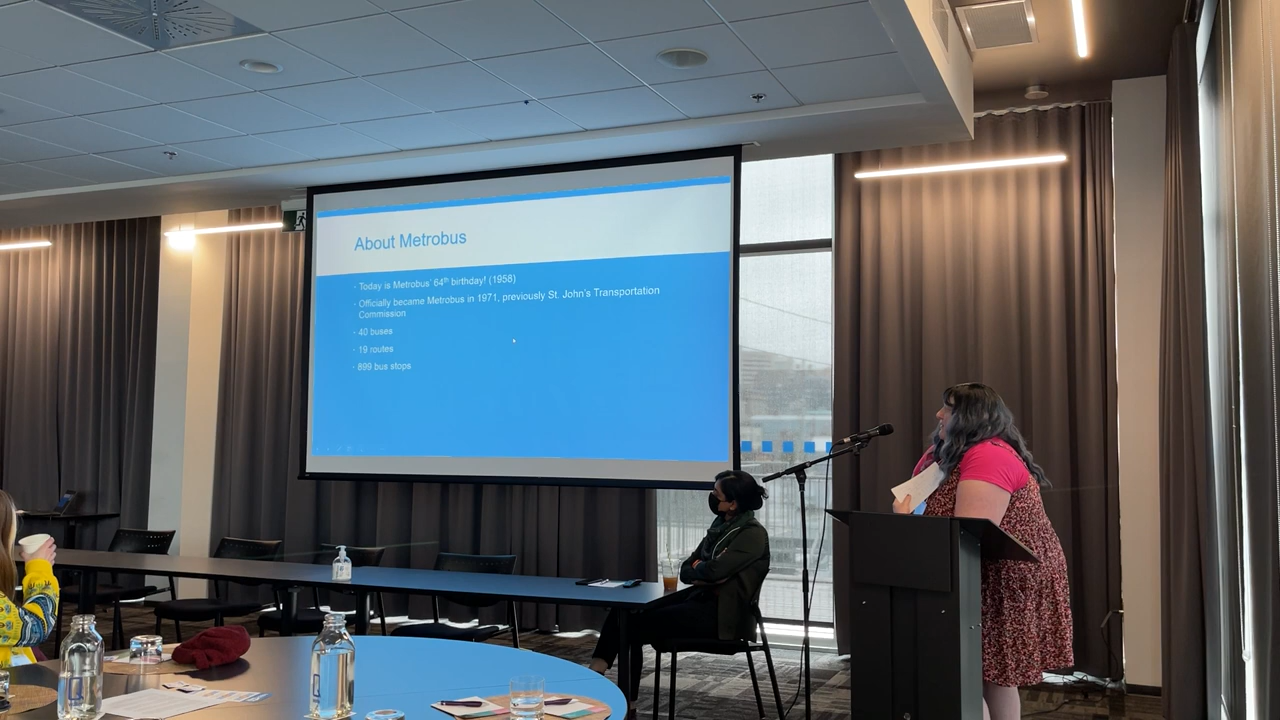 About Metrobus
- Today is Metrobus' 64th birthday! (1958)
- Officially became Metrobus in 1971, previously St. John's Transportation
Commission
- 40 buses
- 19 routes
- 899 bus stops